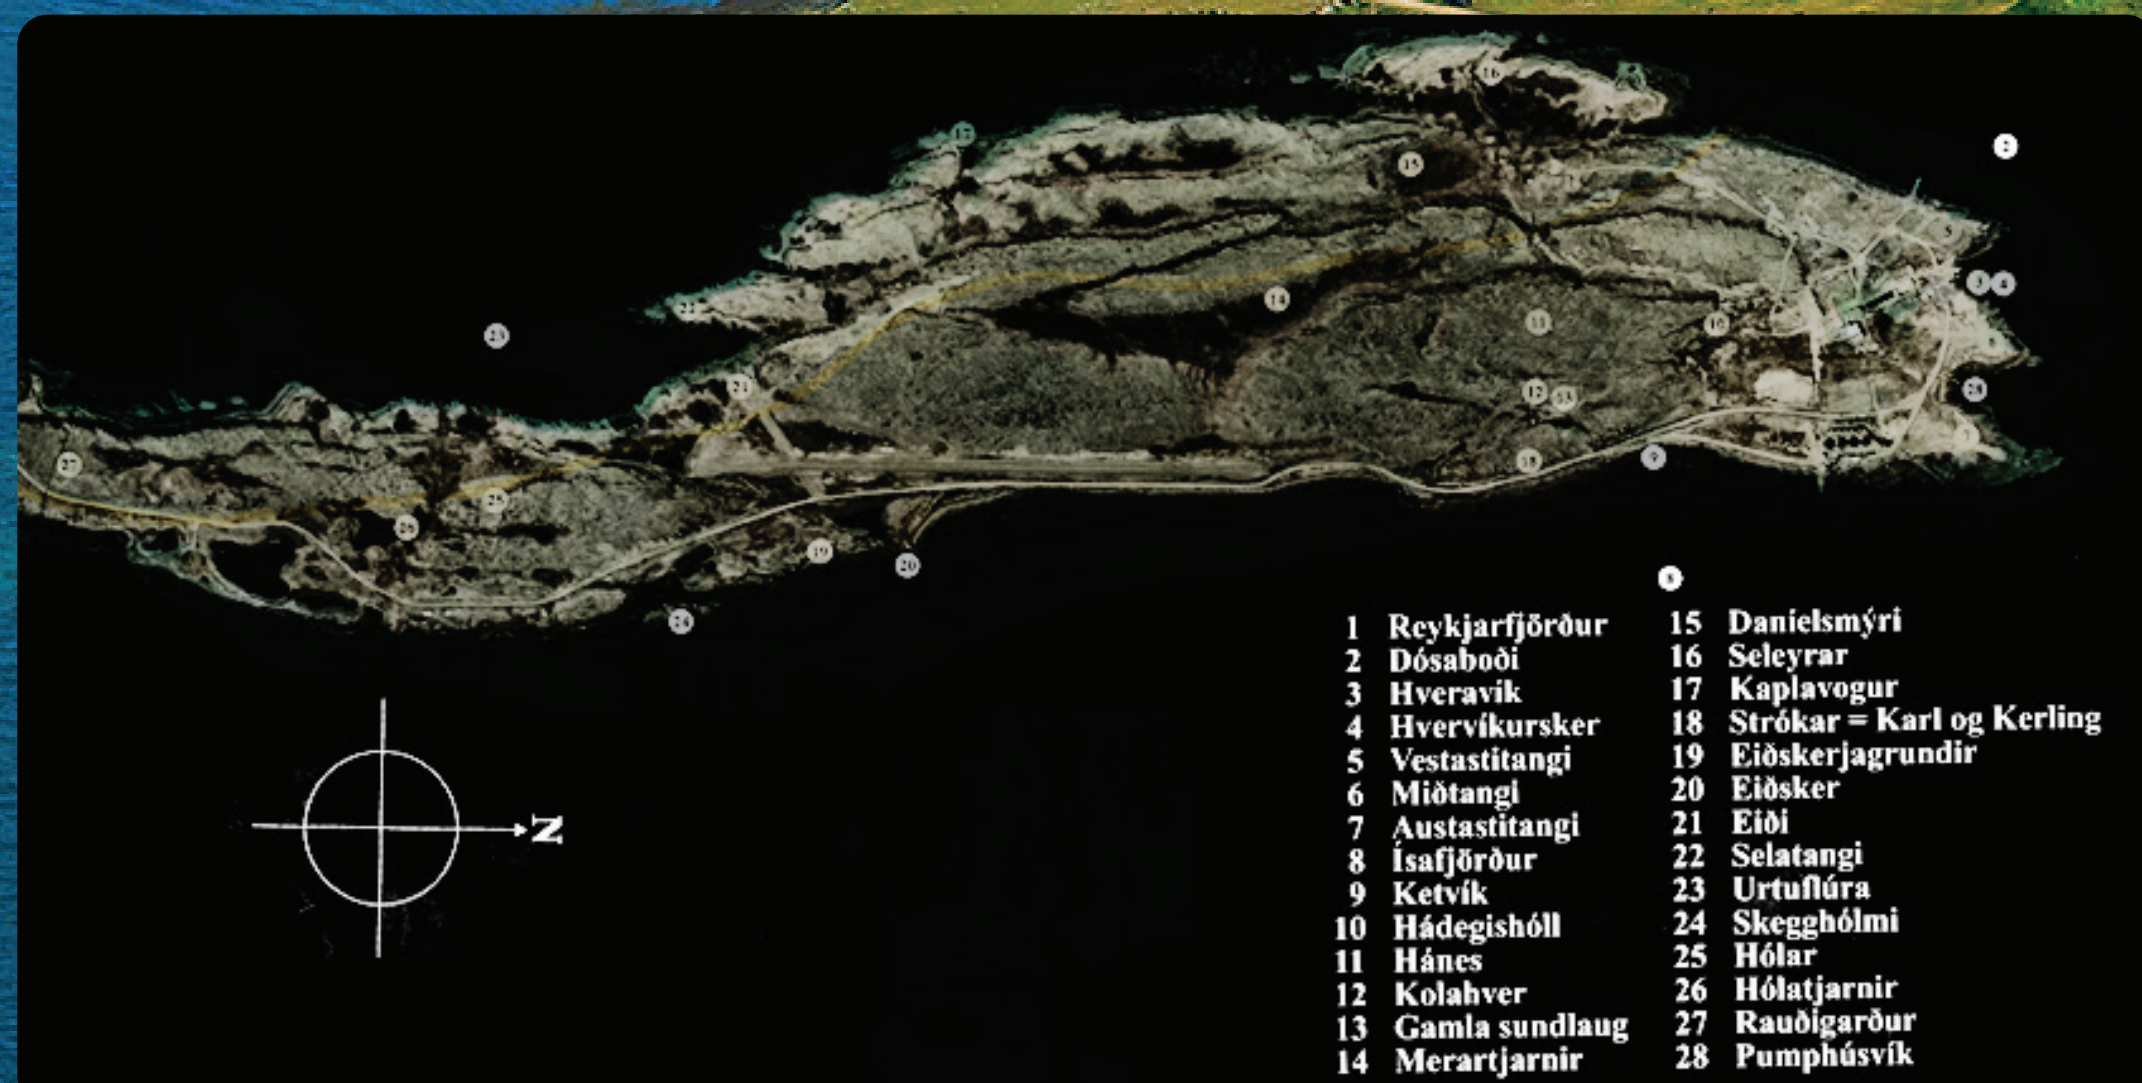 N
1 Reykjarfjörður
2 Dósaboði
3 Hveravík
4 Hvervíkursker
5 Vestastitangi
6 Miðtangi
7 Austastitangi
8 Ísafjörður
9 Ketvík
10 Hádegishóll
11 Hánes
12 Kolahver
13 Gamla sundlaug
14 Merartjarnir
15 Daníelsmýri
16 Seleyrar
17 Kaplavogur
18 Strókar = Karl og Kerling
19 Eiðskerjagrundir
20 Eiðsker
21 Eiði
22 Selatangi
23 Urtuflúra
24 Skegghólmi
25 Hólar
26 Hólatjarnir
27 Rauðigarður
28 Pumphúsvík